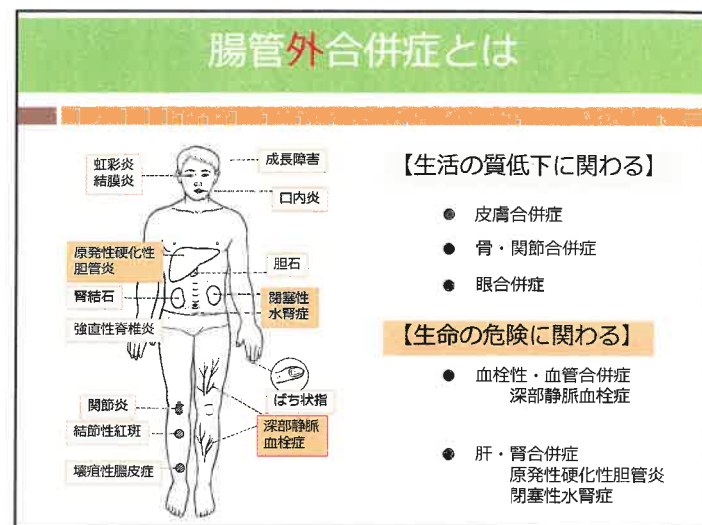 腸管外合併症とは
虹彩炎
結膜炎
成長障害
口内炎
原発性硬化性
胆管炎
胆石
腎結石
閉塞性
水腎症
強直性脊椎炎
ばち状指
関節炎
結節性紅斑
深部静脈
血栓症
壊疽性膿皮症
【生活の質低下に関わる】
● 皮膚合併症
● 骨・関節合併症
● 眼合併症
【生命の危険に関わる】
● 血栓性・血管合併症
深部静脈血栓症
● 肝・腎合併症
原発性硬化性胆管炎
閉塞性水腎症